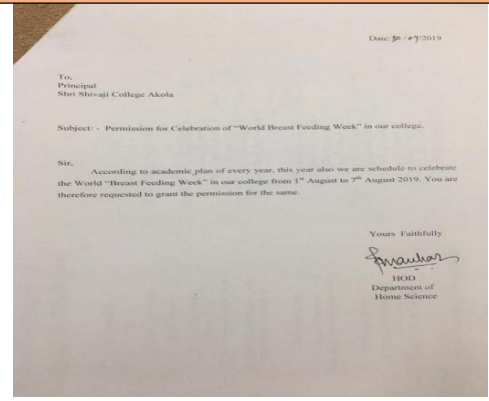 Date: 30/07/2019
To,
Principal
Shri Shivaji College Akola
Subject: - Permission for Celebration of "World Breast Feeding Week" in our college.
Sir,
According to academic plan of every year, this year also we are schedule to celebrate
the World "Breast Feeding Week" in our college from 1st August to 7th August 2019. You are
therefore requested to grant the permission for the same.
Yours Faithfully
HOD
Department of
Home Science